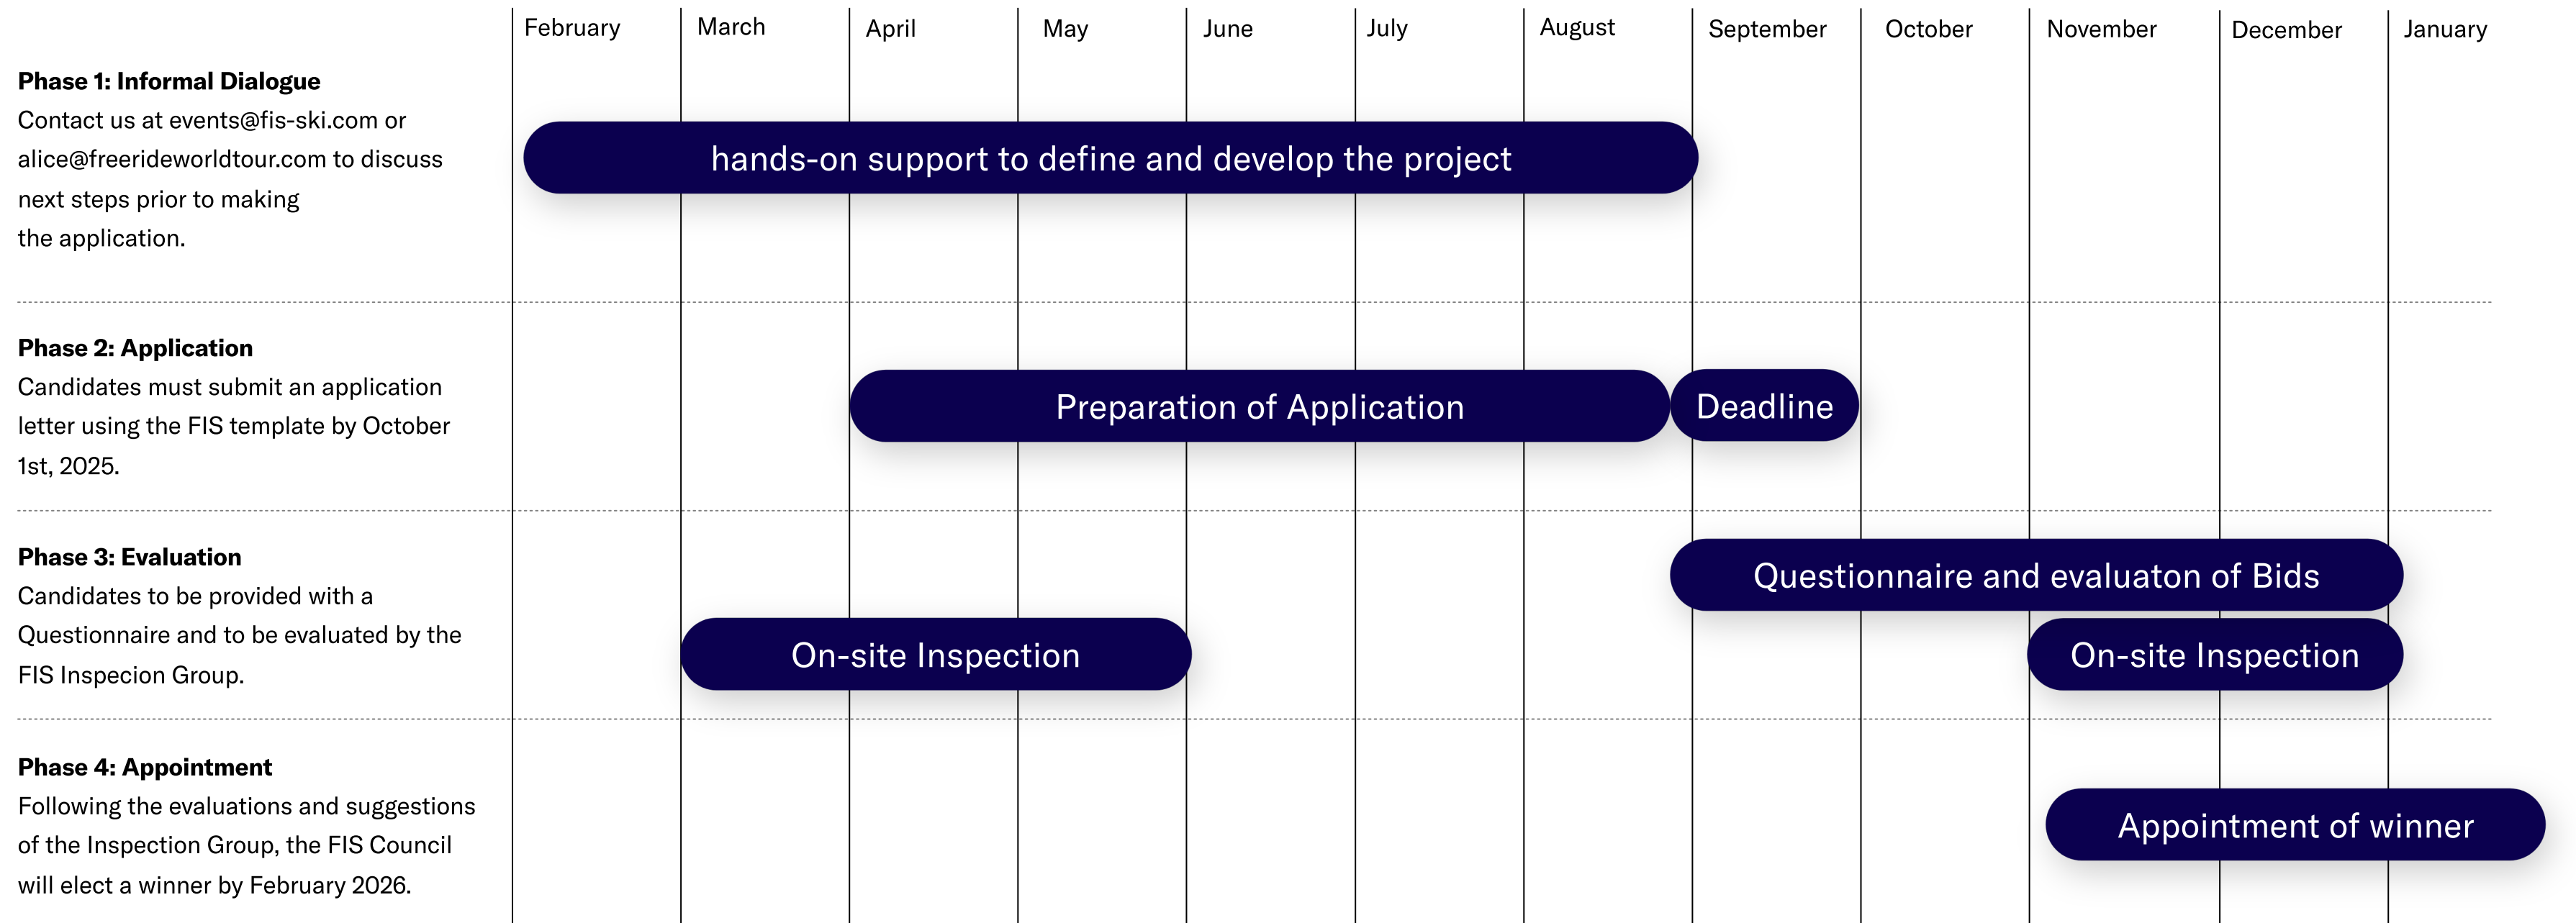 February March April May June July August September October November December January
Phase 1: Informal Dialogue
Contact us at events@fis-ski.com or
alice@freerideworldtour.com to discuss
next steps prior to making
the application.
hands-on support to define and develop the project
Phase 2: Application
Candidates must submit an application
letter using the FIS template by October
1st, 2025.
Preparation of Application
Deadline
Phase 3: Evaluation
Candidates to be provided with a
Questionnaire and to be evaluated by the
FIS Inspecion Group.
Questionnaire and evaluaton of Bids
On-site Inspection
On-site Inspection
Phase 4: Appointment
Following the evaluations and suggestions
of the Inspection Group, the FIS Council
will elect a winner by February 2026.
Appointment of winner